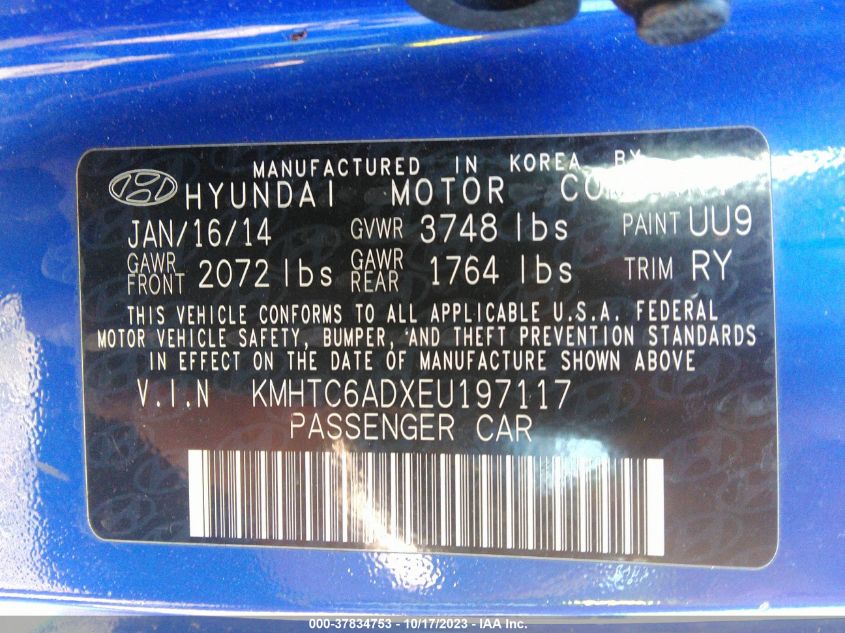 MANUFACTURED IN KOREA BY
HYUNDAI MOTOR COMPANY
JAN/16/14 GVWR 3748 lbs PAINT UU9
GAWR FRONT 2072 lbs GAWR REAR 1764 lbs TRIM RY
THIS VEHICLE CONFORMS TO ALL APPLICABLE U.S.A. FEDERAL
MOTOR VEHICLE SAFETY, BUMPER, AND THEFT PREVENTION STANDARDS
IN EFFECT ON THE DATE OF MANUFACTURE SHOWN ABOVE
V.I.N KMHTC6ADXEU197117
PASSENGER CAR
000-37834753 - 10/17/2023 - IAA Inc.